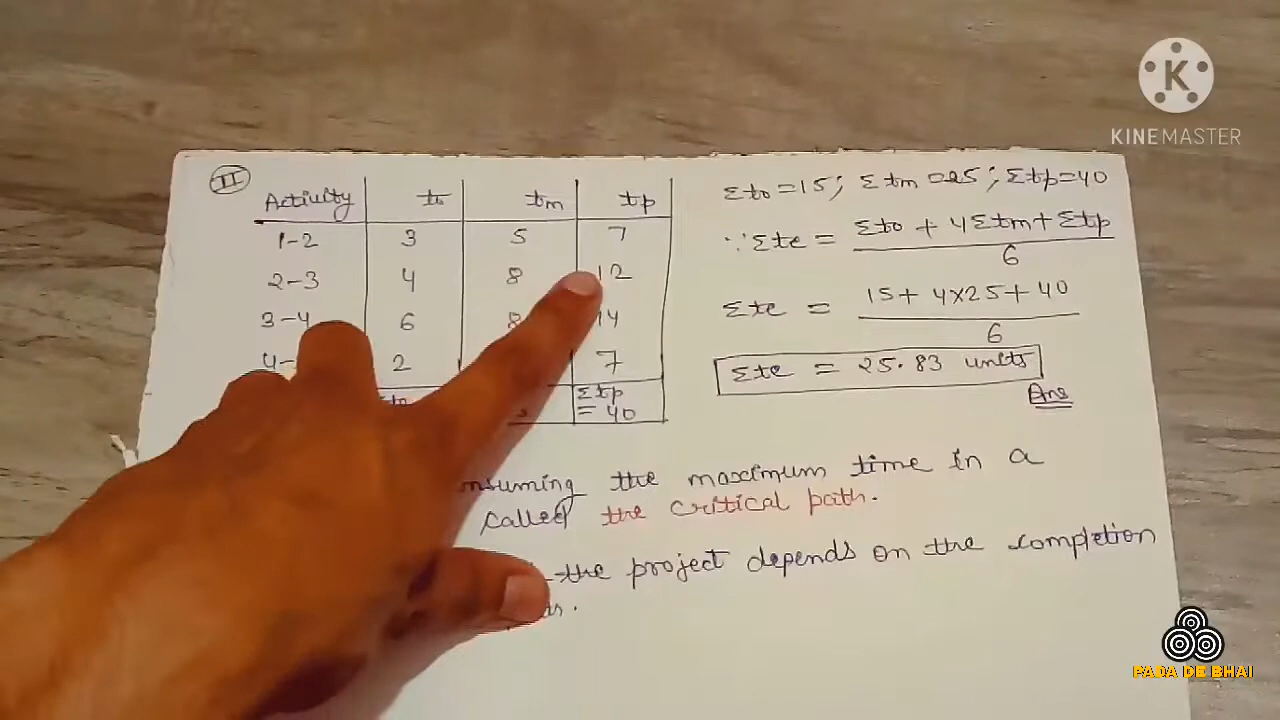 KINEMASTER
II
Activity to tm tp
1-2 3 5 7
2-3 4 8 12
3-4 6 8 14
4- 2 7
Σtp
= 40
Σto = 15; Σtm = 25; Σtp = 40
∵ Σte = Σto + 4Σtm + Σtp
6
Σte = 15 + 4×25 + 40
6
Σte = 25.83 units
Ans
the maximum time in a
called the critical path.
the project depends on the completion
PADA DE BHAI